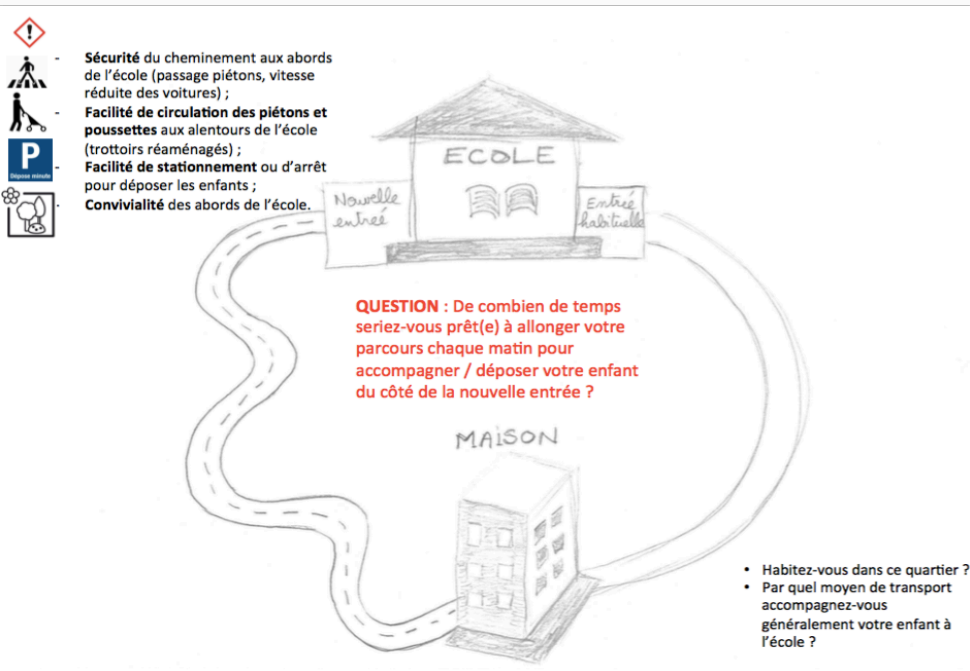 - Sécurité du cheminement aux abords
de l'école (passage piétons, vitesse
réduite des voitures) ;
- Facilité de circulation des piétons et
poussettes aux alentours de l'école
(trottoirs réaménagés) ;
P
Dépose minute
- Facilité de stationnement ou d'arrêt
pour déposer les enfants ;
- Convivialité des abords de l'école.
ECOLE
Nouvelle
entreé
Entrée
habituelle
QUESTION : De combien de temps
seriez-vous prêt(e) à allonger votre
parcours chaque matin pour
accompagner / déposer votre enfant
du côté de la nouvelle entrée ?
MAISON
• Habitez-vous dans ce quartier ?
• Par quel moyen de transport
accompagnez-vous
généralement votre enfant à
l'école ?